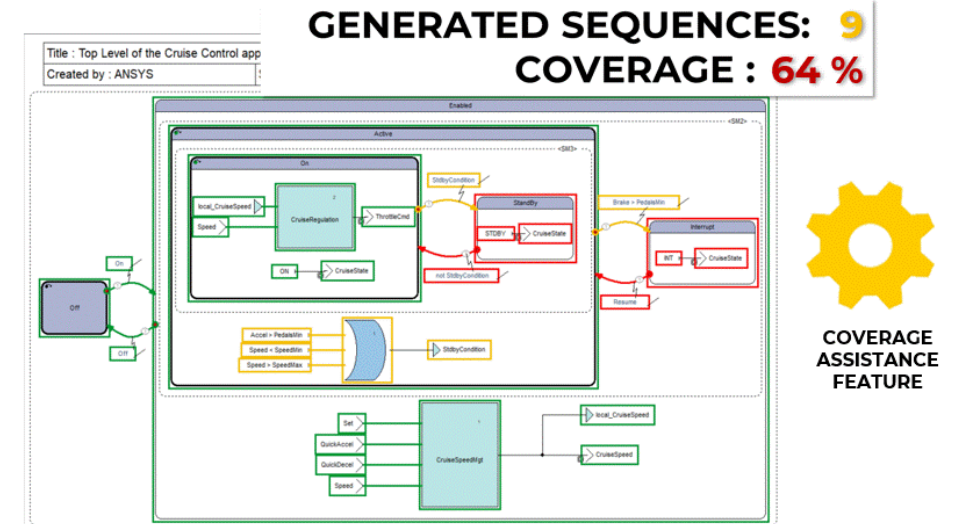 GENERATED SEQUENCES: 9
COVERAGE : 64 %
Title : Top Level of the Cruise Control app
Created by : ANSYS
Enabled
<SM2>
Active
<SM3>
On
StdbyCondition
local_CruiseSpeed
Speed
2
CruiseRegulation
ThrottleCmd
ON
CruiseState
StandBy
STDBY
CruiseState
not StdbyCondition
Brake > PedalsMin
Interrupt
INT
CruiseState
Resume
On
Off
Off
Accel > PedalsMin
Speed < SpeedMin
Speed > SpeedMax
1
StdbyCondition
Set
QuickAccel
QuickDecel
Speed
1
CruiseSpeedMgt
local_CruiseSpeed
CruiseSpeed
COVERAGE
ASSISTANCE
FEATURE